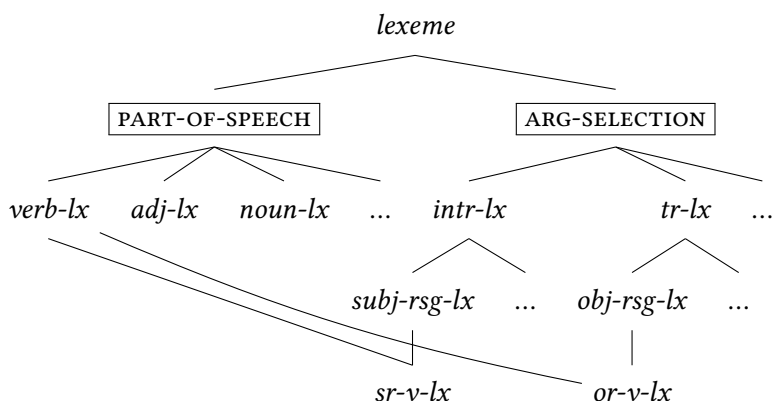 lexeme
PART-OF-SPEECH ARG-SELECTION
verb-lx adj-lx noun-lx ... intr-lx tr-lx ...
subj-rsg-lx ... obj-rsg-lx ...
sr-v-lx or-v-lx